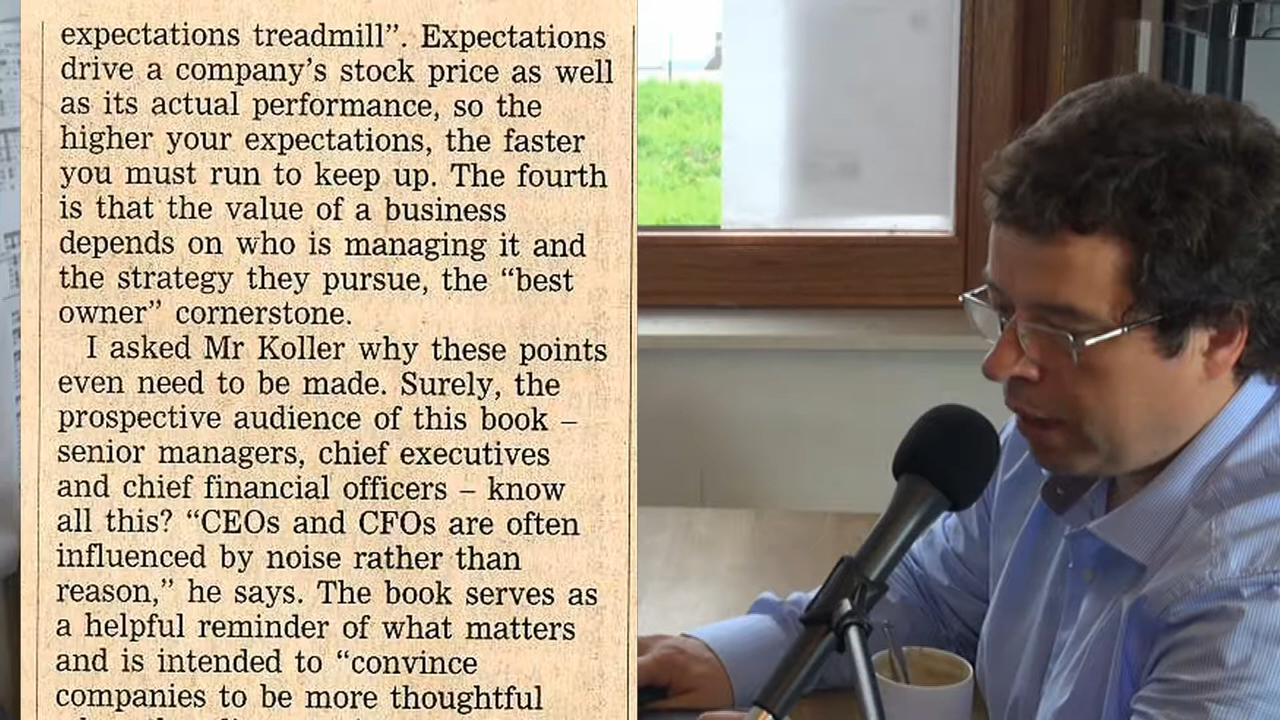 expectations treadmill”. Expectations
drive a company’s stock price as well
as its actual performance, so the
higher your expectations, the faster
you must run to keep up. The fourth
is that the value of a business
depends on who is managing it and
the strategy they pursue, the “best
owner” cornerstone.
I asked Mr Koller why these points
even need to be made. Surely, the
prospective audience of this book –
senior managers, chief executives
and chief financial officers – know
all this? “CEOs and CFOs are often
influenced by noise rather than
reason,” he says. The book serves as
a helpful reminder of what matters
and is intended to “convince
companies to be more thoughtful